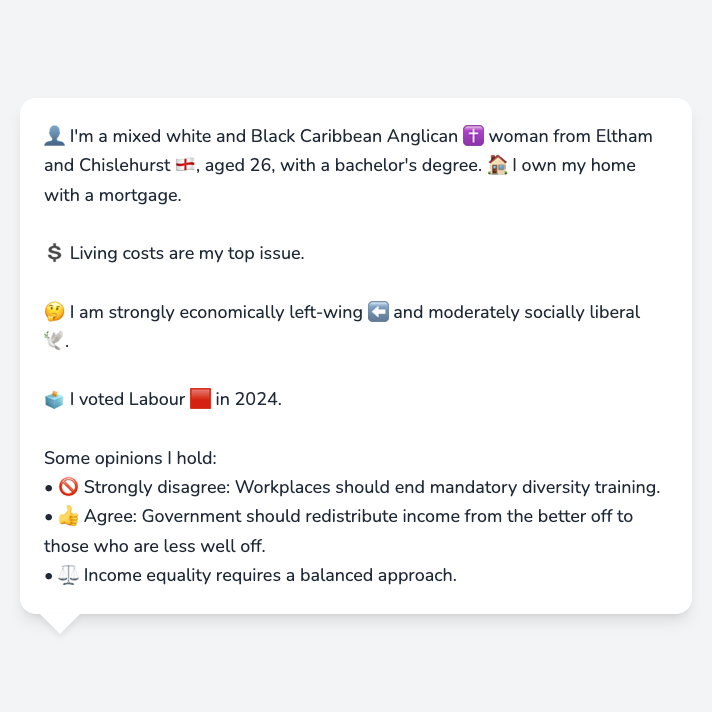 👤 I'm a mixed white and Black Caribbean Anglican ✝️ woman from Eltham
and Chislehurst 🏴󠁧󠁢󠁥󠁮󠁧󠁿, aged 26, with a bachelor's degree. 🏠 I own my home
with a mortgage.
💲 Living costs are my top issue.
🤔 I am strongly economically left-wing ⬅️ and moderately socially liberal
🕊️.
🗳️ I voted Labour 🟥 in 2024.
Some opinions I hold:
• 🚫 Strongly disagree: Workplaces should end mandatory diversity training.
• 👍 Agree: Government should redistribute income from the better off to
those who are less well off.
• ⚖️ Income equality requires a balanced approach.